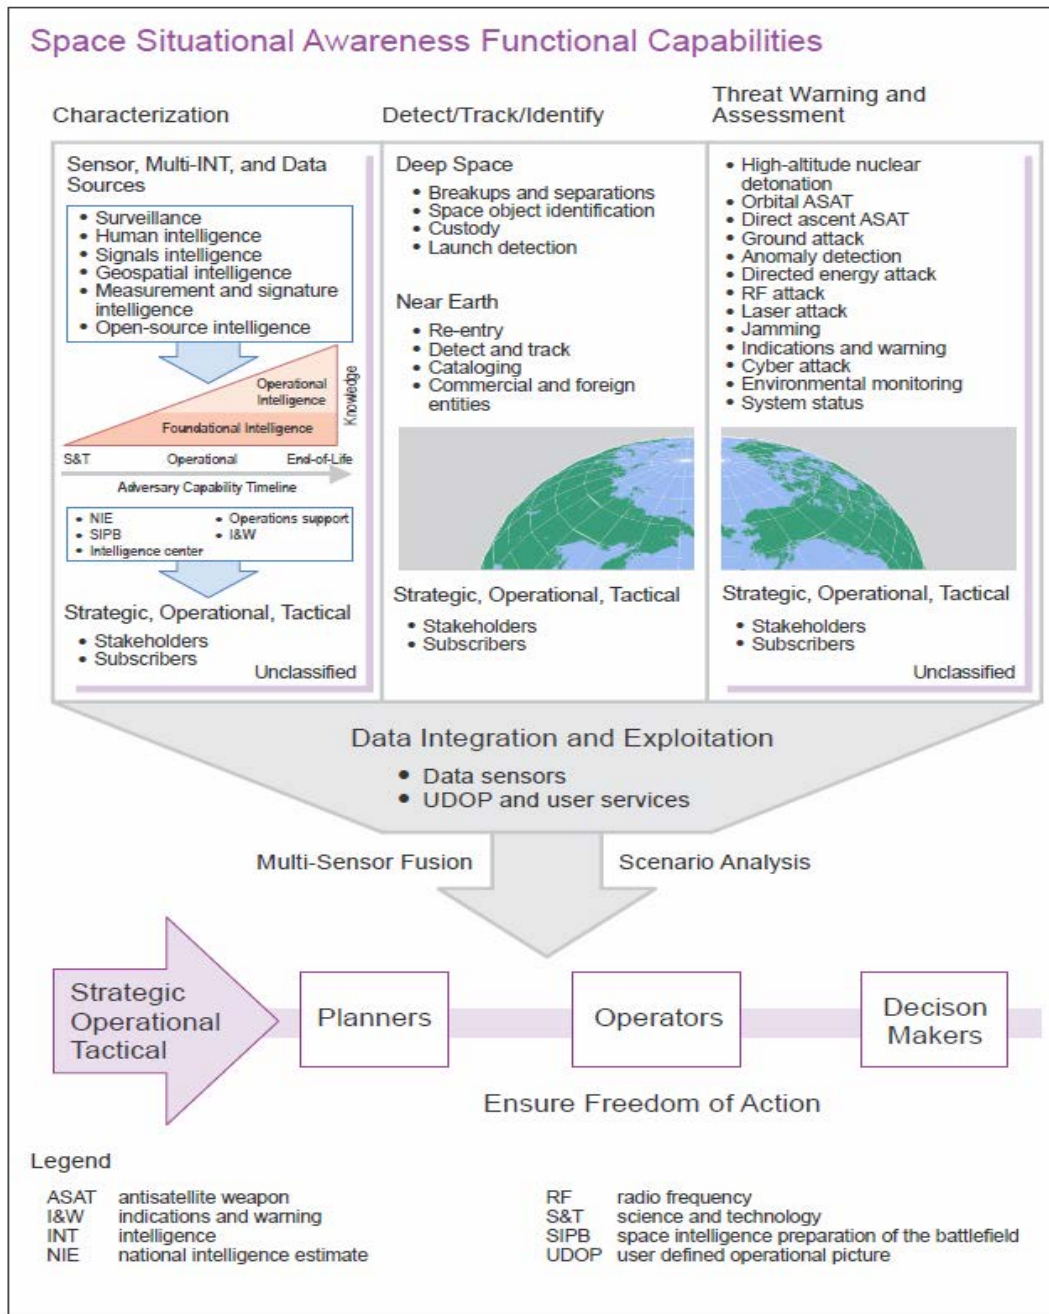 Space Situational Awareness Functional Capabilities
Characterization
Sensor, Multi-INT, and Data
Sources
• Surveillance
• Human intelligence
• Signals intelligence
• Geospatial intelligence
• Measurement and signature
intelligence
• Open-source intelligence
Operational
Intelligence
Foundational Intelligence
Knowledge
S&T Operational End-of-Life
Adversary Capability Timeline
• NIE
• SIPB
• Intelligence center
• Operations support
• I&W
Strategic, Operational, Tactical
• Stakeholders
• Subscribers
Unclassified
Detect/Track/Identify
Deep Space
• Breakups and separations
• Space object identification
• Custody
• Launch detection
Near Earth
• Re-entry
• Detect and track
• Cataloging
• Commercial and foreign
entities
Strategic, Operational, Tactical
• Stakeholders
• Subscribers
Threat Warning and
Assessment
• High-altitude nuclear
detonation
• Orbital ASAT
• Direct ascent ASAT
• Ground attack
• Anomaly detection
• Directed energy attack
• RF attack
• Laser attack
• Jamming
• Indications and warning
• Cyber attack
• Environmental monitoring
• System status
Strategic, Operational, Tactical
• Stakeholders
• Subscribers
Unclassified
Data Integration and Exploitation
• Data sensors
• UDOP and user services
Multi-Sensor Fusion
Scenario Analysis
Strategic
Operational
Tactical
Planners
Operators
Decison
Makers
Ensure Freedom of Action
Legend
ASAT antisatellite weapon
I&W indications and warning
INT intelligence
NIE national intelligence estimate
RF radio frequency
S&T science and technology
SIPB space intelligence preparation of the battlefield
UDOP user defined operational picture